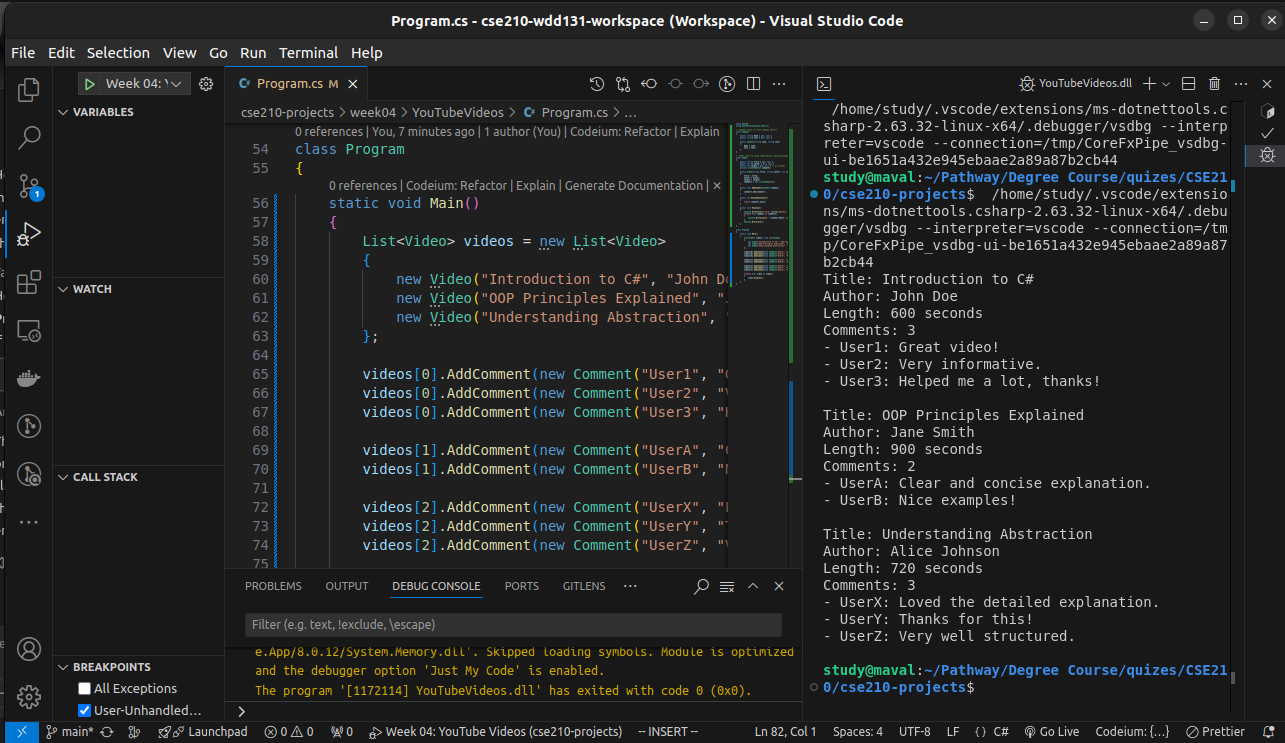 Program.cs - cse210-wdd131-workspace (Workspace) - Visual Studio Code
File Edit Selection View Go Run Terminal Help
Week 04: Y
Program.cs M
YouTubeVideos.dll
VARIABLES
WATCH
CALL STACK
BREAKPOINTS
All Exceptions
User-Unhandled...
1
cse210-projects > week04 > YouTubeVideos > Program.cs > ...
0 references | You, 7 minutes ago | 1 author (You) | Codeium: Refactor | Explain
54 class Program
55 {
0 references | Codeium: Refactor | Explain | Generate Documentation | ×
56 static void Main()
57 {
58 List<Video> videos = new List<Video>
59 {
60 new Video("Introduction to C#", "John Do
61 new Video("OOP Principles Explained", "J
62 new Video("Understanding Abstraction", "
63 };
64
65 videos[0].AddComment(new Comment("User1", "G
66 videos[0].AddComment(new Comment("User2", "V
67 videos[0].AddComment(new Comment("User3", "H
68
69 videos[1].AddComment(new Comment("UserA", "C
70 videos[1].AddComment(new Comment("UserB", "N
71
72 videos[2].AddComment(new Comment("UserX", "L
73 videos[2].AddComment(new Comment("UserY", "T
74 videos[2].AddComment(new Comment("UserZ", "V
75
PROBLEMS OUTPUT DEBUG CONSOLE PORTS GITLENS ...
Filter (e.g. text, !exclude, \escape)
e.App/8.0.12/System.Memory.dll'. Skipped loading symbols. Module is optimized
and the debugger option 'Just My Code' is enabled.
The program '[1172114] YouTubeVideos.dll' has exited with code 0 (0x0).
>
/home/study/.vscode/extensions/ms-dotnettools.c
sharp-2.63.32-linux-x64/.debugger/vsdbg --interp
reter=vscode --connection=/tmp/CoreFxPipe_vsdbg-
ui-be1651a432e945ebaae2a89a87b2cb44
study@maval:~/Pathway/Degree Course/quizes/CSE21
0/cse210-projects$ /home/study/.vscode/extensio
ns/ms-dotnettools.csharp-2.63.32-linux-x64/.debu
gger/vsdbg --interpreter=vscode --connection=/tm
p/CoreFxPipe_vsdbg-ui-be1651a432e945ebaae2a89a87
b2cb44
Title: Introduction to C#
Author: John Doe
Length: 600 seconds
Comments: 3
- User1: Great video!
- User2: Very informative.
- User3: Helped me a lot, thanks!
Title: OOP Principles Explained
Author: Jane Smith
Length: 900 seconds
Comments: 2
- UserA: Clear and concise explanation.
- UserB: Nice examples!
Title: Understanding Abstraction
Author: Alice Johnson
Length: 720 seconds
Comments: 3
- UserX: Loved the detailed explanation.
- UserY: Thanks for this!
- UserZ: Very well structured.
study@maval:~/Pathway/Degree Course/quizes/CSE21
0/cse210-projects$
main* Launchpad 0 0 0 Week 04: YouTube Videos (cse210-projects) -- INSERT -- Ln 82, Col 1 Spaces: 4 UTF-8 LF {} C# Go Live Codeium: {...} Prettier